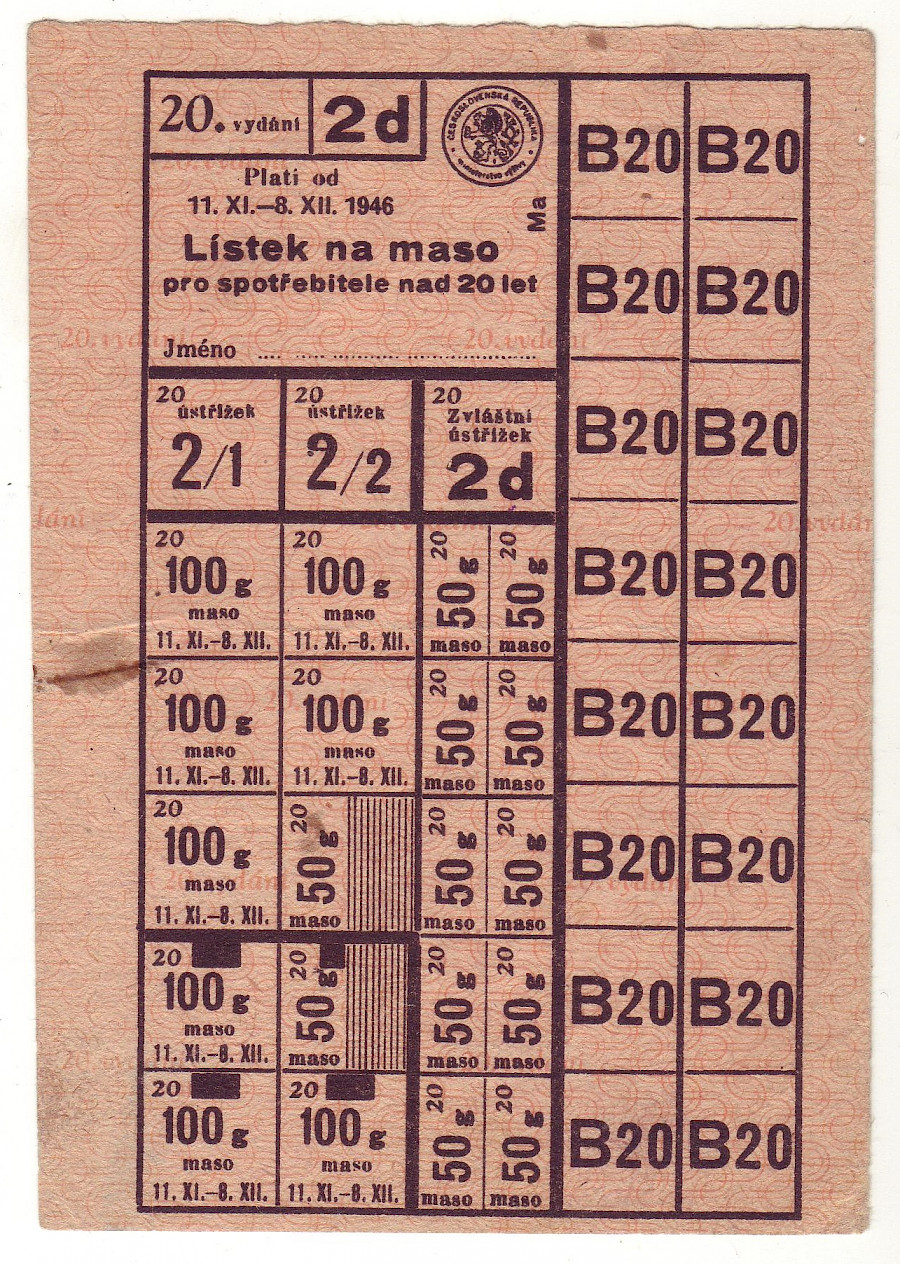 20. vydání
2d
ČESKOSLOVENSKÁ REPUBLIKA
ministerstvo výživy
Platí od
11. XI.–8. XII. 1946
Ma
Lístek na maso
pro spotřebitele nad 20 let
Jméno
20
ústřižek
2/1
20
ústřižek
2/2
20
Zvláštní
ústřižek
2d
20
100 g
maso
11. XI.–8. XII.
20
100 g
maso
11. XI.–8. XII.
20
50 g
maso
20
50 g
maso
20
100 g
maso
11. XI.–8. XII.
20
100 g
maso
11. XI.–8. XII.
20
50 g
maso
20
50 g
maso
20
100 g
maso
11. XI.–8. XII.
20
50 g
maso
20
50 g
maso
20
50 g
maso
20
100 g
maso
11. XI.–8. XII.
20
50 g
maso
20
50 g
maso
20
50 g
maso
20
100 g
maso
11. XI.–8. XII.
20
100 g
maso
11. XI.–8. XII.
20
50 g
maso
20
50 g
maso
B20 B20
B20 B20
B20 B20
B20 B20
B20 B20
B20 B20
B20 B20
B20 B20